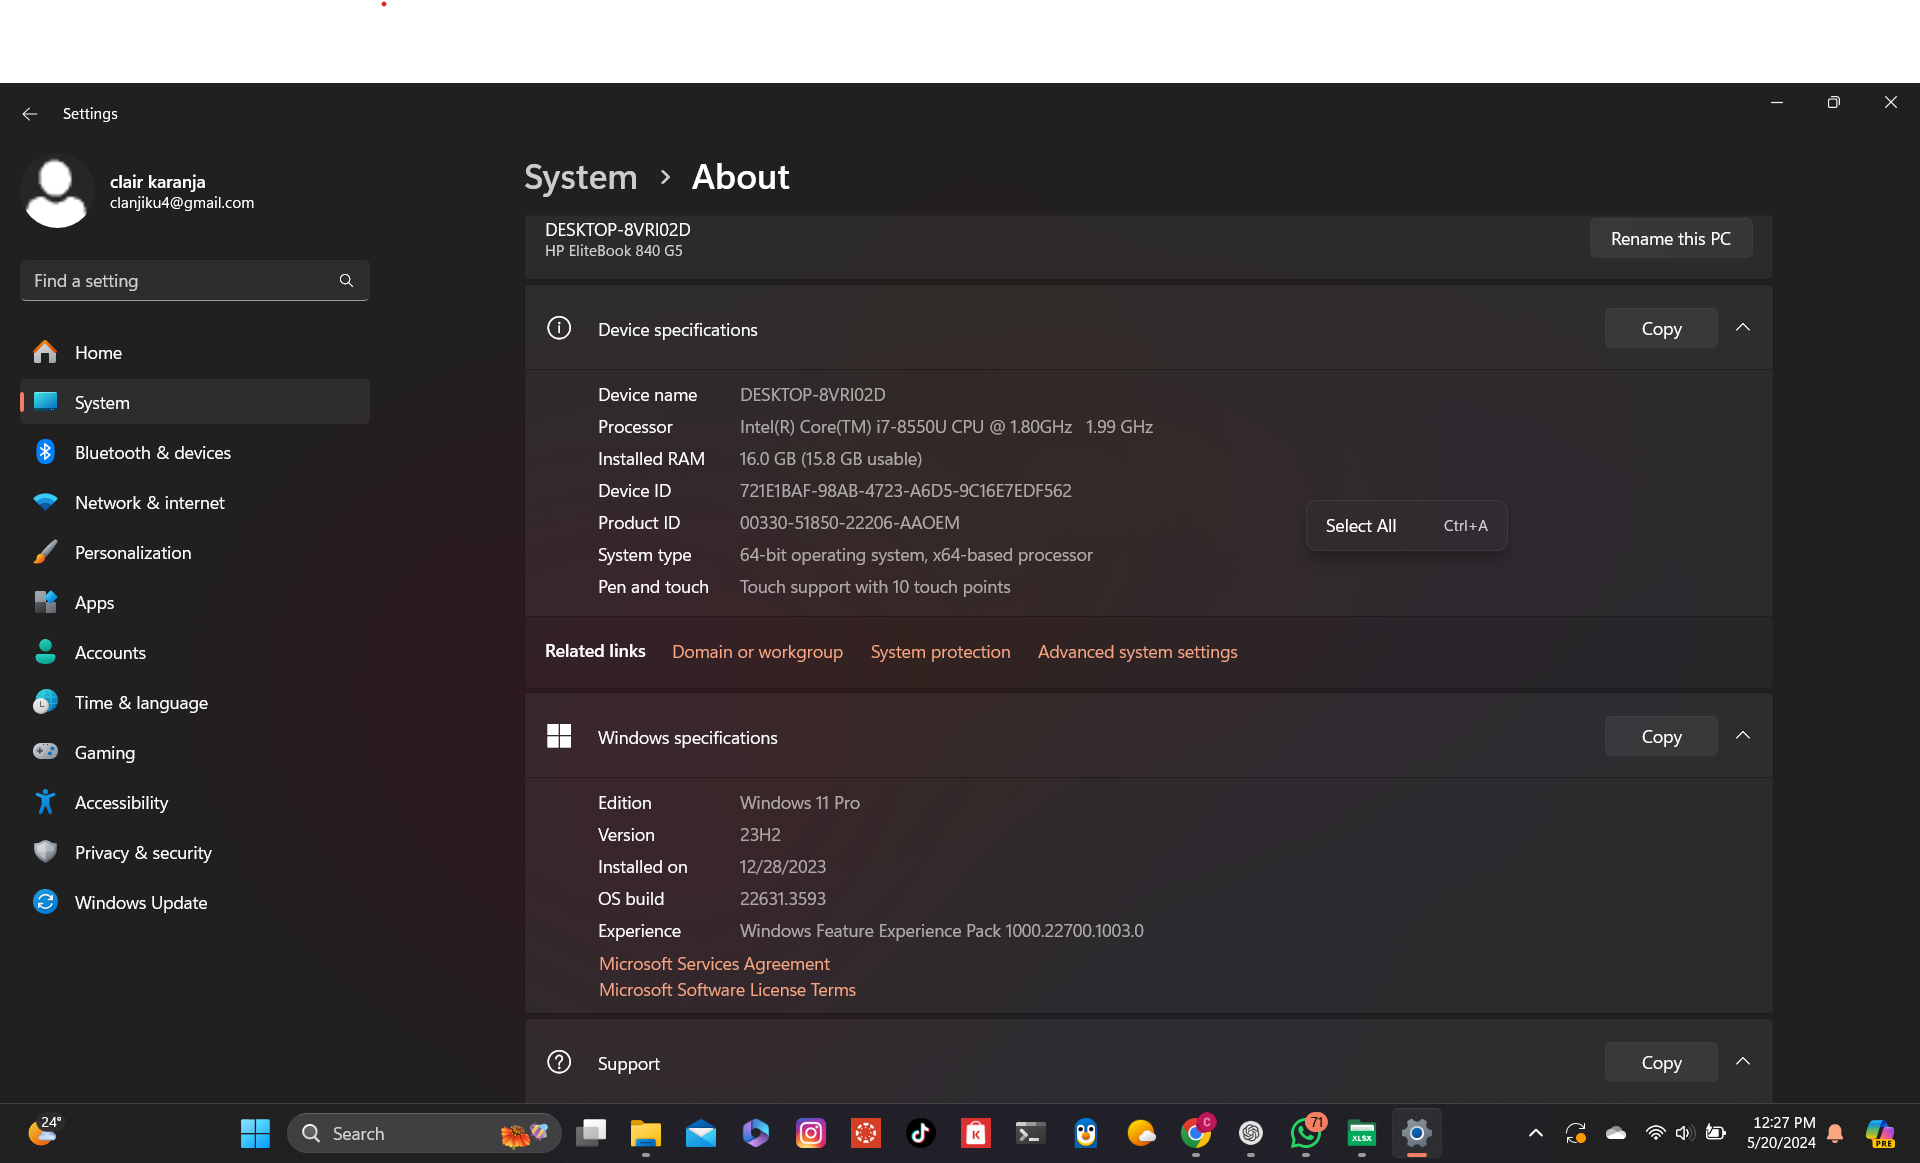 Settings
clair karanja
clanjiku4@gmail.com
Find a setting
Home
System
Bluetooth & devices
Network & internet
Personalization
Apps
Accounts
Time & language
Gaming
Accessibility
Privacy & security
Windows Update
System > About
DESKTOP-8VRI02D
HP EliteBook 840 G5
Rename this PC
Device specifications
Copy
Device name DESKTOP-8VRI02D
Processor Intel(R) Core(TM) i7-8550U CPU @ 1.80GHz 1.99 GHz
Installed RAM 16.0 GB (15.8 GB usable)
Device ID 721E1BAF-98AB-4723-A6D5-9C16E7EDF562
Product ID 00330-51850-22206-AAOEM
System type 64-bit operating system, x64-based processor
Pen and touch Touch support with 10 touch points
Select All Ctrl+A
Related links Domain or workgroup System protection Advanced system settings
Windows specifications
Copy
Edition Windows 11 Pro
Version 23H2
Installed on 12/28/2023
OS build 22631.3593
Experience Windows Feature Experience Pack 1000.22700.1003.0
Microsoft Services Agreement
Microsoft Software License Terms
Support
Copy
24°
Search
K
C
71
XLSX
12:27 PM
5/20/2024
PRE